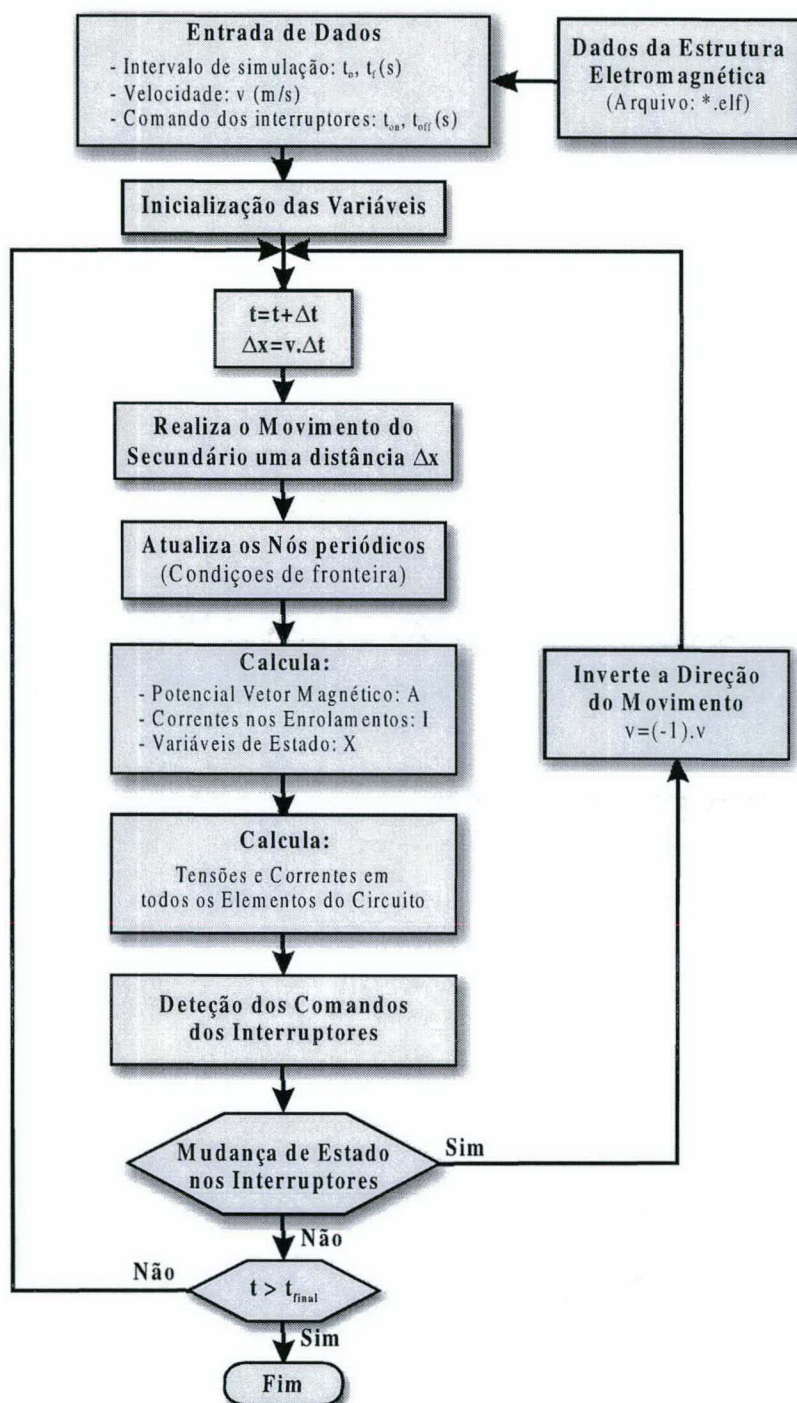 Entrada de Dados
- Intervalo de simulação: t₀, t_f(s)
- Velocidade: v (m/s)
- Comando dos interruptores: t_on, t_off(s)
Dados da Estrutura
Eletromagnética
(Arquivo: *.elf)
Inicialização das Variáveis
t=t+Δt
Δx=v.Δt
Realiza o Movimento do
Secundário uma distância Δx
Atualiza os Nós periódicos
(Condiçoes de fronteira)
Calcula:
- Potencial Vetor Magnético: A
- Correntes nos Enrolamentos: I
- Variáveis de Estado: X
Inverte a Direção
do Movimento
v=(-1).v
Calcula:
Tensões e Correntes em
todos os Elementos do Circuito
Deteção dos Comandos
dos Interruptores
Mudança de Estado
nos Interruptores
Sim
Não
Não
t > t_final
Sim
Fim